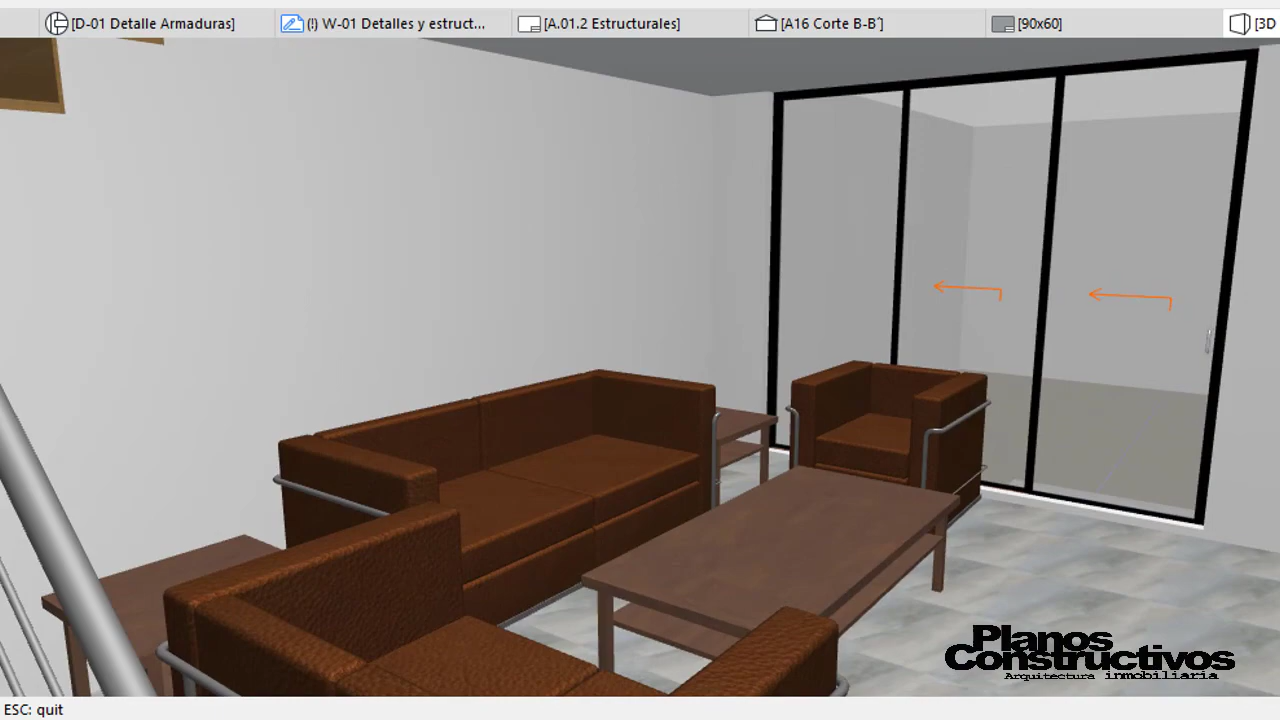 [D-01 Detalle Armaduras]
(!) W-01 Detalles y estruct...
[A.01.2 Estructurales]
[A16 Corte B-B´]
[90x60]
[3D
Planos
Constructivos
Arquitectura inmobiliaria
ESC: quit